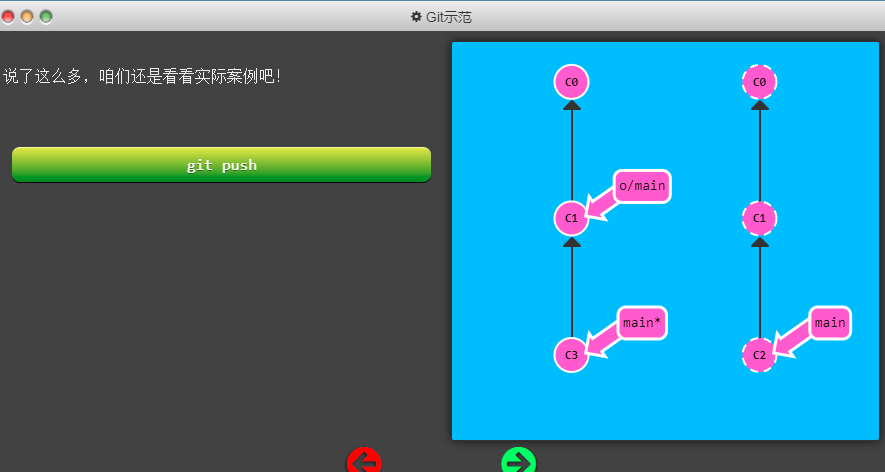 Git示范
说了这么多，咱们还是看看实际案例吧！
git push
C0
C0
o/main
C1
C1
main*
main
C3
C2